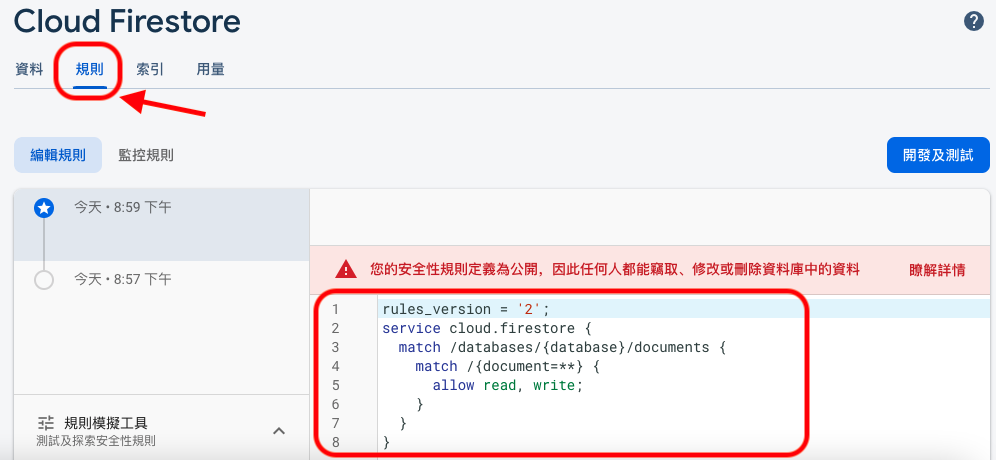 Cloud Firestore
?
資料 規則 索引 用量
編輯規則 監控規則 開發及測試
今天 • 8:59 下午
今天 • 8:57 下午
您的安全性規則定義為公開，因此任何人都能竊取、修改或刪除資料庫中的資料 瞭解詳情
1 rules_version = '2';
2 service cloud.firestore {
3   match /databases/{database}/documents {
4     match /{document=**} {
5       allow read, write;
6     }
7   }
8 }
規則模擬工具
測試及探索安全性規則